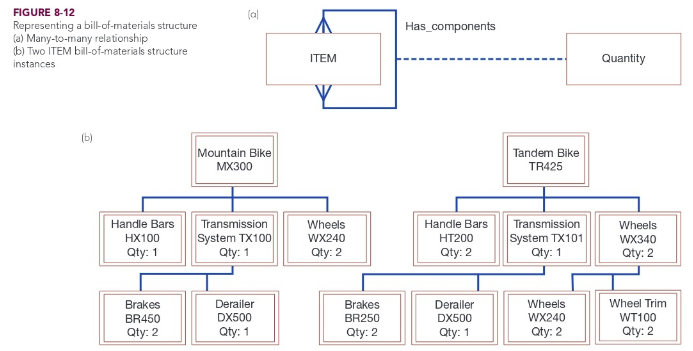 FIGURE 8-12
Representing a bill-of-materials structure
(a) Many-to-many relationship
(b) Two ITEM bill-of-materials structure
instances
(a)
Has_components
ITEM
Quantity
(b)
Mountain Bike
MX300
Tandem Bike
TR425
Handle Bars
HX100
Qty: 1
Transmission
System TX100
Qty: 1
Wheels
WX240
Qty: 2
Handle Bars
HT200
Qty: 2
Transmission
System TX101
Qty: 1
Wheels
WX340
Qty: 2
Brakes
BR450
Qty: 2
Derailer
DX500
Qty: 1
Brakes
BR250
Qty: 2
Derailer
DX500
Qty: 1
Wheels
WX240
Qty: 2
Wheel Trim
WT100
Qty: 2